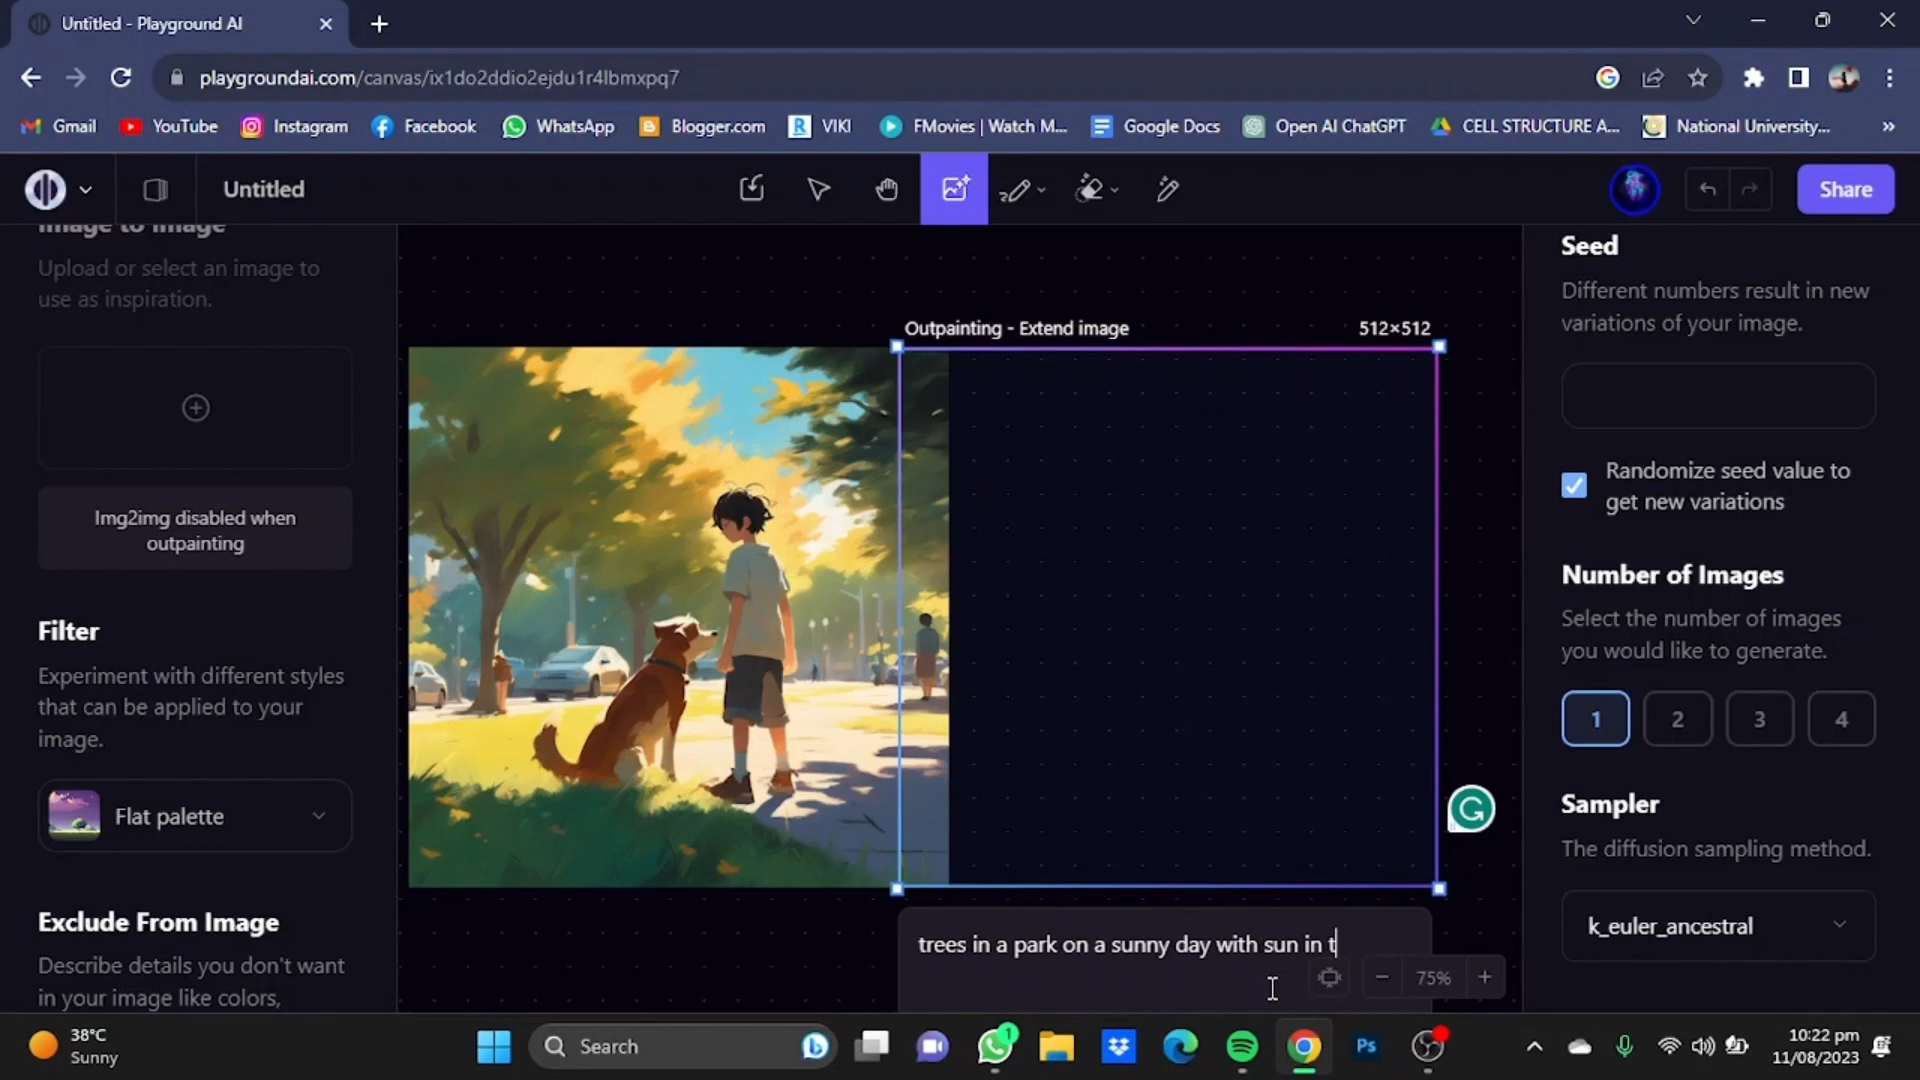 Untitled - Playground AI
playgroundai.com/canvas/ix1do2ddio2ejdu1r4lbmxpq7
Gmail YouTube Instagram Facebook WhatsApp Blogger.com VIKI FMovies | Watch M... Google Docs Open AI ChatGPT CELL STRUCTURE A... National University... »
Untitled
Share
Image to Image
Upload or select an image to
use as inspiration.
Img2img disabled when
outpainting
Filter
Experiment with different styles
that can be applied to your
image.
Flat palette
Exclude From Image
Describe details you don't want
in your image like colors,
Outpainting - Extend image 512×512
trees in a park on a sunny day with sun in t
75%
Seed
Different numbers result in new
variations of your image.
Randomize seed value to
get new variations
Number of Images
Select the number of images
you would like to generate.
1 2 3 4
Sampler
The diffusion sampling method.
k_euler_ancestral
38°C
Sunny
Search
1
Ps
10:22 pm
11/08/2023